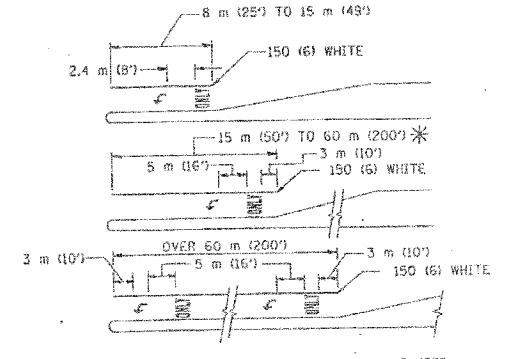 8 m (25') TO 15 m (49')
150 (6) WHITE
2.4 m (8')
15 m (50') TO 60 m (200')
3 m (10')
5 m (16')
150 (6) WHITE
OVER 60 m (200')
3 m (10')
3 m (10')
5 m (16')
150 (6) WHITE